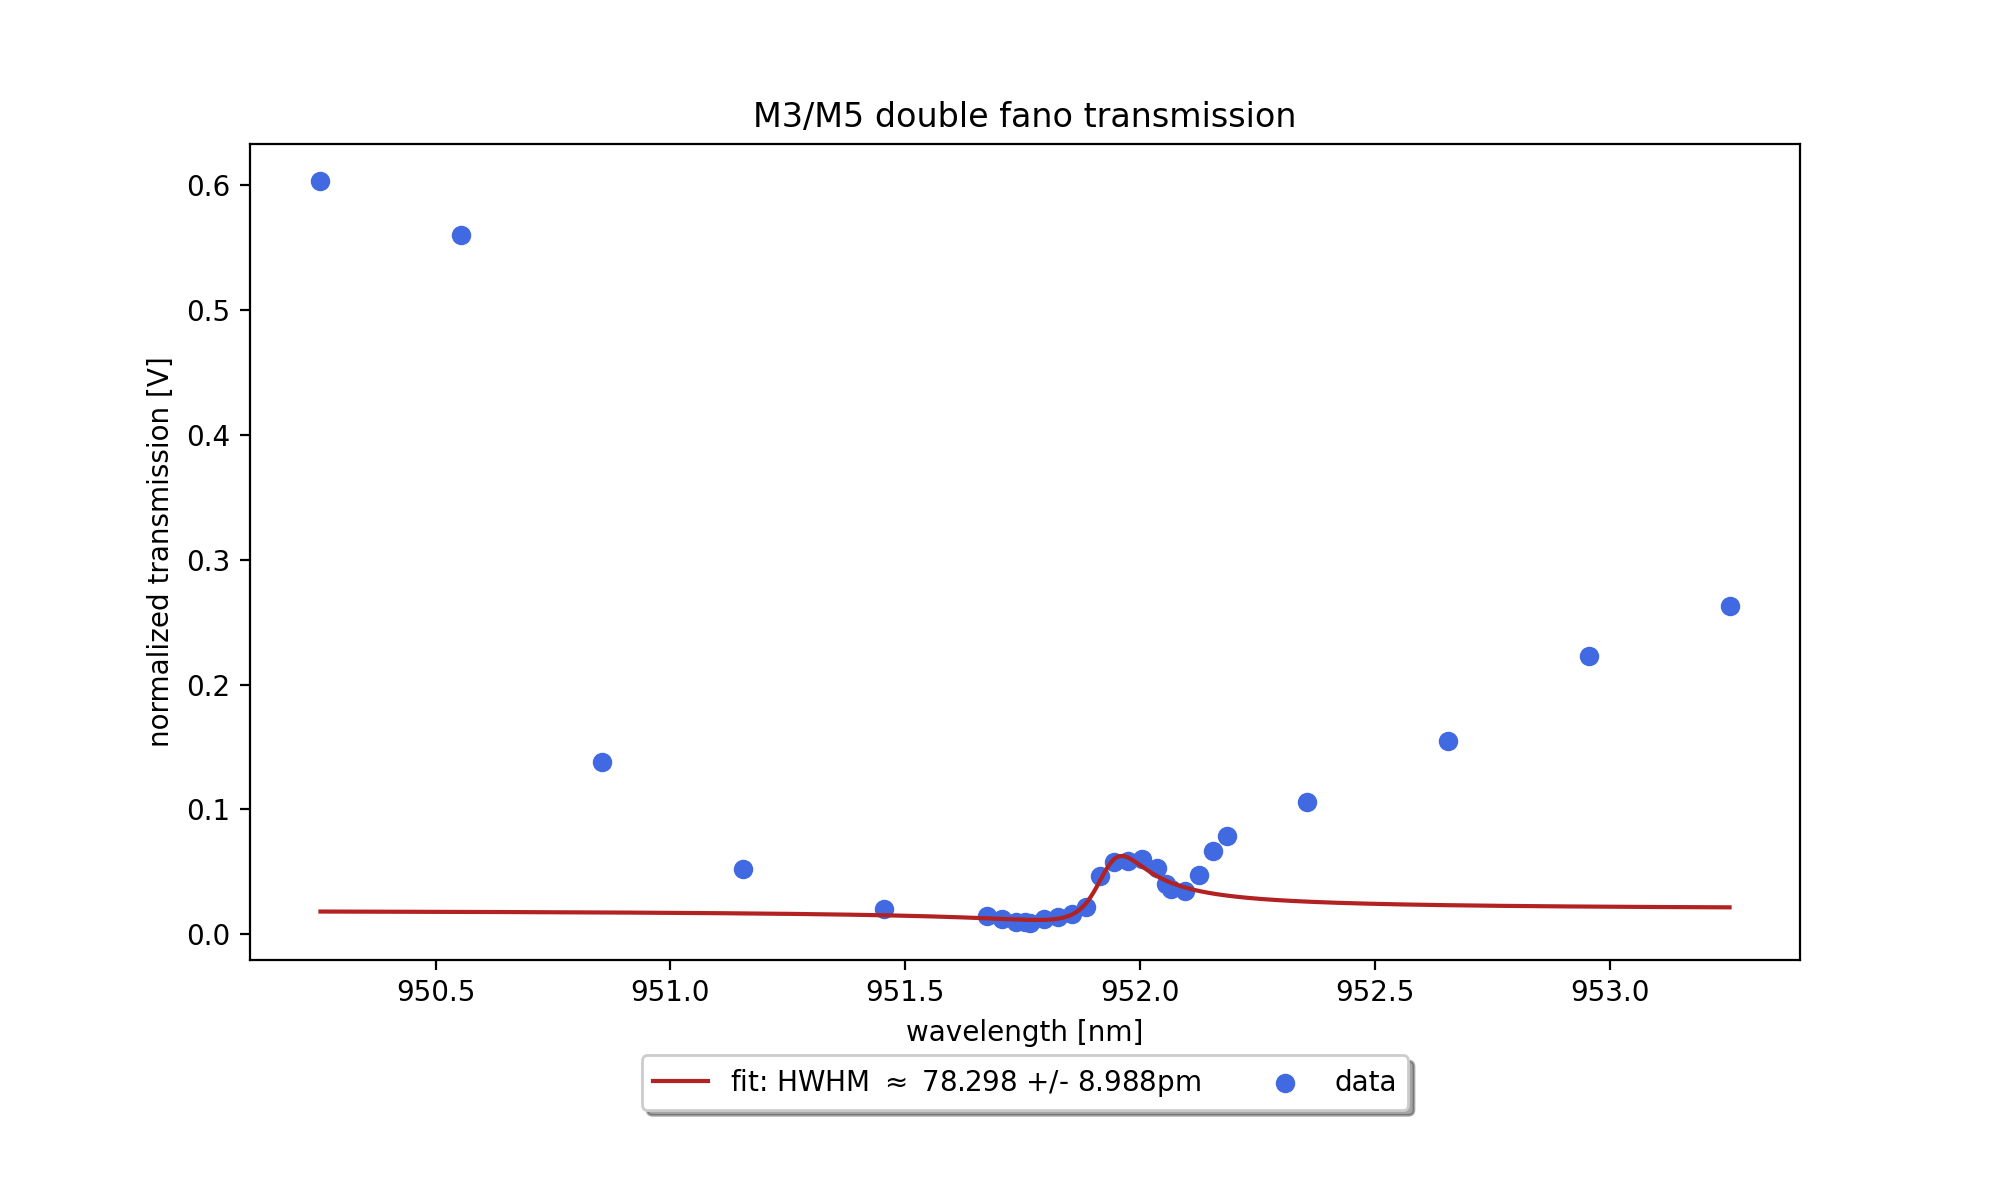 M3/M5 double fano transmission
normalized transmission [V]
0.6
0.5
0.4
0.3
0.2
0.1
0.0
950.5 951.0 951.5 952.0 952.5 953.0
wavelength [nm]
fit: HWHM ≈ 78.298 +/- 8.988pm data